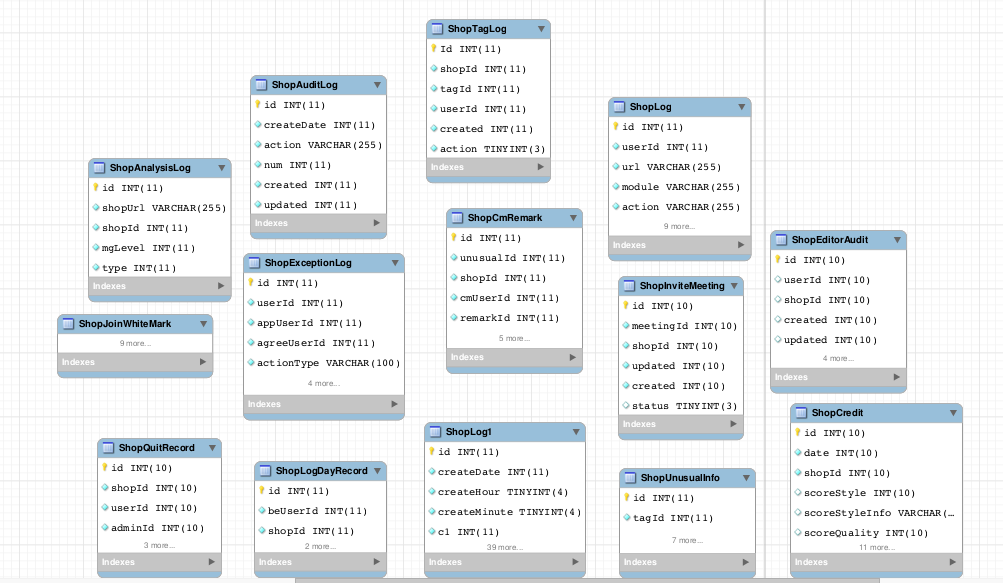 ShopTagLog
Id INT(11)
shopId INT(11)
tagId INT(11)
userId INT(11)
created INT(11)
action TINYINT(3)
Indexes
ShopAuditLog
id INT(11)
createDate INT(11)
action VARCHAR(255)
num INT(11)
created INT(11)
updated INT(11)
Indexes
ShopLog
id INT(11)
userId INT(11)
url VARCHAR(255)
module VARCHAR(255)
action VARCHAR(255)
9 more...
Indexes
ShopAnalysisLog
id INT(11)
shopUrl VARCHAR(255)
shopId INT(11)
mgLevel INT(11)
type INT(11)
Indexes
ShopCmRemark
id INT(11)
unusualId INT(11)
shopId INT(11)
cmUserId INT(11)
remarkId INT(11)
5 more...
Indexes
ShopEditorAudit
id INT(10)
userId INT(10)
shopId INT(10)
created INT(10)
updated INT(10)
4 more...
Indexes
ShopExceptionLog
id INT(11)
userId INT(11)
appUserId INT(11)
agreeUserId INT(11)
actionType VARCHAR(100)
4 more...
Indexes
ShopInviteMeeting
id INT(10)
meetingId INT(10)
shopId INT(10)
updated INT(10)
created INT(10)
status TINYINT(3)
Indexes
ShopJoinWhiteMark
9 more...
Indexes
ShopCredit
id INT(10)
date INT(10)
shopId INT(10)
scoreStyle INT(10)
scoreStyleInfo VARCHAR(…
scoreQuality INT(10)
11 more...
Indexes
ShopQuitRecord
id INT(10)
shopId INT(10)
userId INT(10)
adminId INT(10)
3 more...
Indexes
ShopLogDayRecord
id INT(11)
beUserId INT(11)
shopId INT(11)
2 more...
Indexes
ShopLog1
id INT(11)
createDate INT(11)
createHour TINYINT(4)
createMinute TINYINT(4)
c1 INT(11)
39 more...
Indexes
ShopUnusualInfo
id INT(11)
tagId INT(11)
7 more...
Indexes